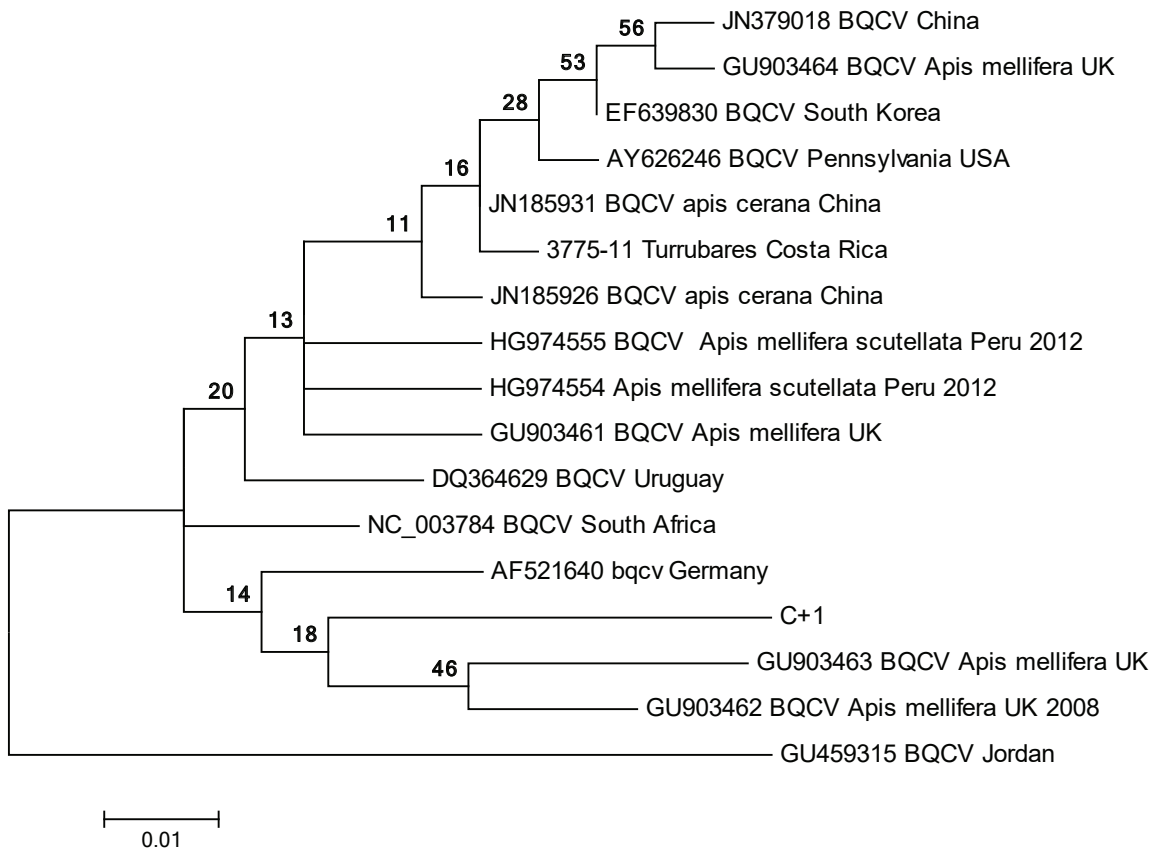 56
JN379018 BQCV China
GU903464 BQCV Apis mellifera UK
53
EF639830 BQCV South Korea
28
AY626246 BQCV Pennsylvania USA
16
JN185931 BQCV apis cerana China
11
3775-11 Turrubares Costa Rica
JN185926 BQCV apis cerana China
13
HG974555 BQCV Apis mellifera scutellata Peru 2012
HG974554 Apis mellifera scutellata Peru 2012
20
GU903461 BQCV Apis mellifera UK
DQ364629 BQCV Uruguay
NC_003784 BQCV South Africa
AF521640 bqcv Germany
14
C+1
18
GU903463 BQCV Apis mellifera UK
46
GU903462 BQCV Apis mellifera UK 2008
GU459315 BQCV Jordan
0.01